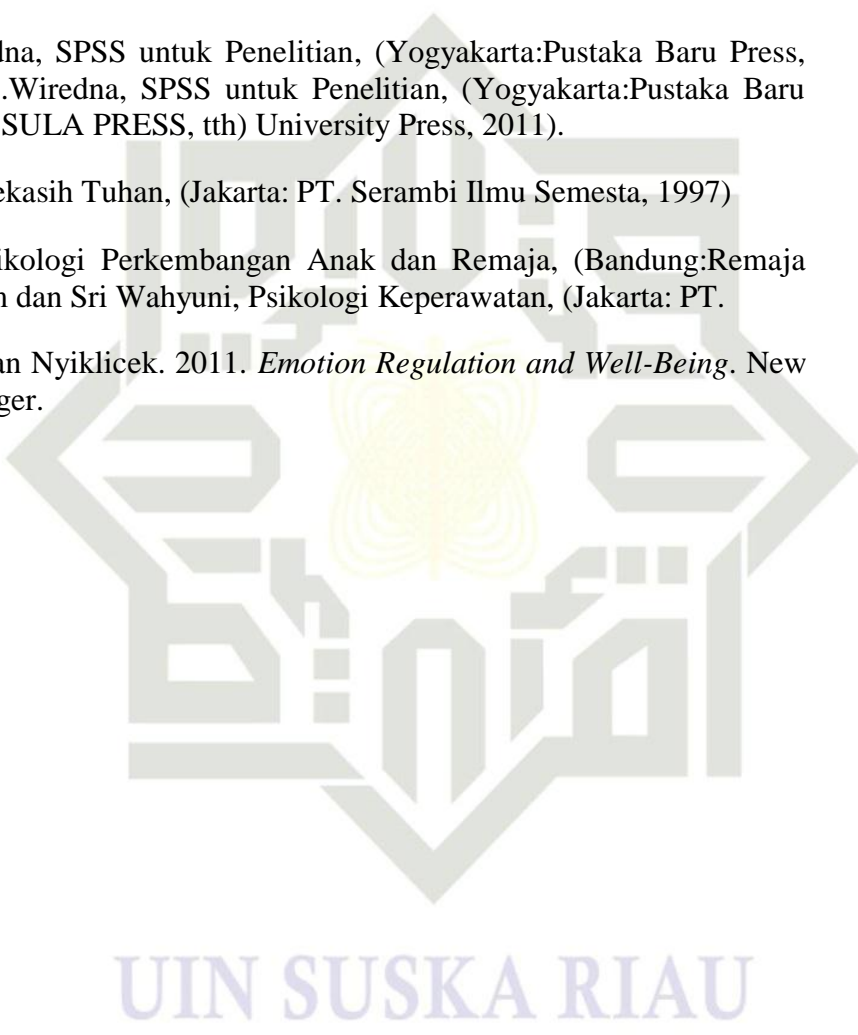 dna, SPSS untuk Penelitian, (Yogyakarta:Pustaka Baru Press,
.Wiredna, SPSS untuk Penelitian, (Yogyakarta:Pustaka Baru
SULA PRESS, tth) University Press, 2011).
ekasih Tuhan, (Jakarta: PT. Serambi Ilmu Semesta, 1997)
ikologi Perkembangan Anak dan Remaja, (Bandung:Remaja
n dan Sri Wahyuni, Psikologi Keperawatan, (Jakarta: PT.
an Nyiklicek. 2011. Emotion Regulation and Well-Being. New
ger.
UIN SUSKA RIAU